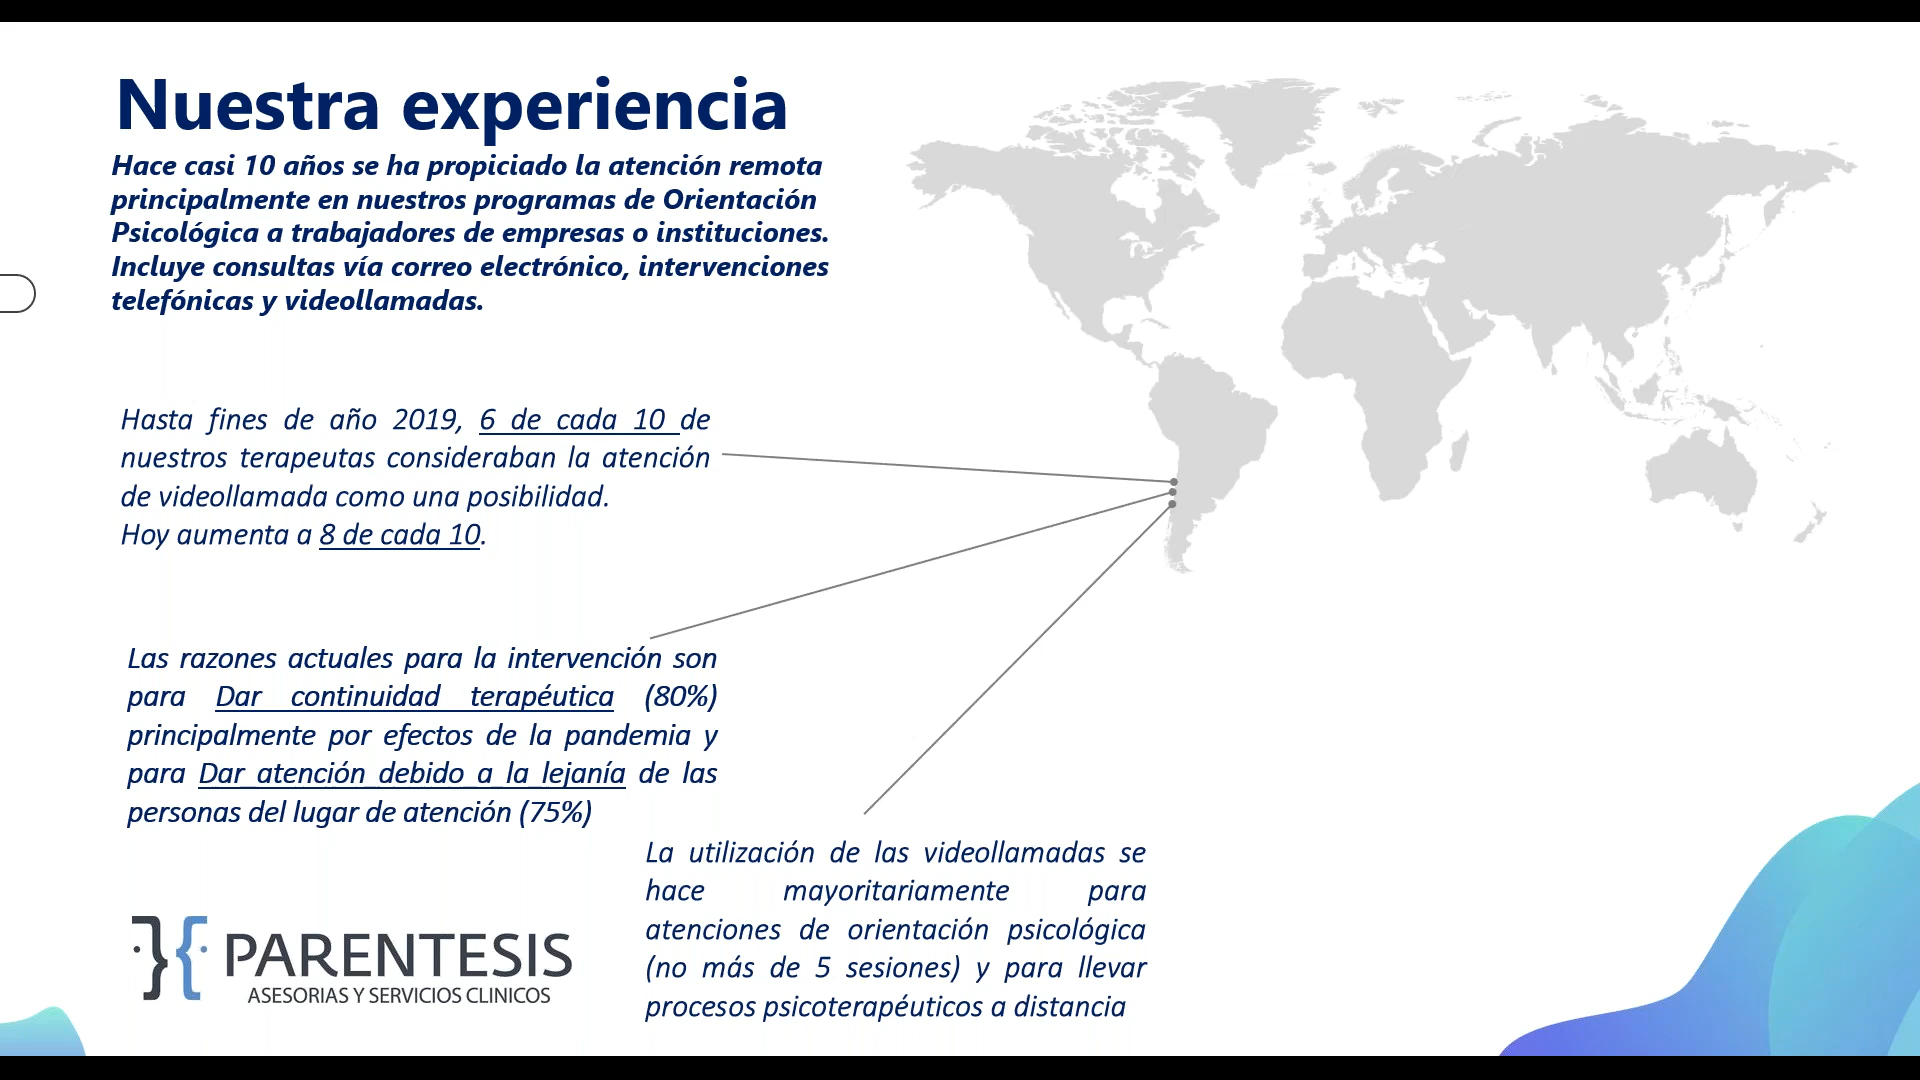 Nuestra experiencia
Hace casi 10 años se ha propiciado la atención remota
principalmente en nuestros programas de Orientación
Psicológica a trabajadores de empresas o instituciones.
Incluye consultas vía correo electrónico, intervenciones
telefónicas y videollamadas.
Hasta fines de año 2019, 6 de cada 10 de
nuestros terapeutas consideraban la atención
de videollamada como una posibilidad.
Hoy aumenta a 8 de cada 10.
Las razones actuales para la intervención son
para Dar continuidad terapéutica (80%)
principalmente por efectos de la pandemia y
para Dar atención debido a la lejanía de las
personas del lugar de atención (75%)
La utilización de las videollamadas se
hace mayoritariamente para
atenciones de orientación psicológica
(no más de 5 sesiones) y para llevar
procesos psicoterapéuticos a distancia
PARENTESIS
ASESORIAS Y SERVICIOS CLINICOS